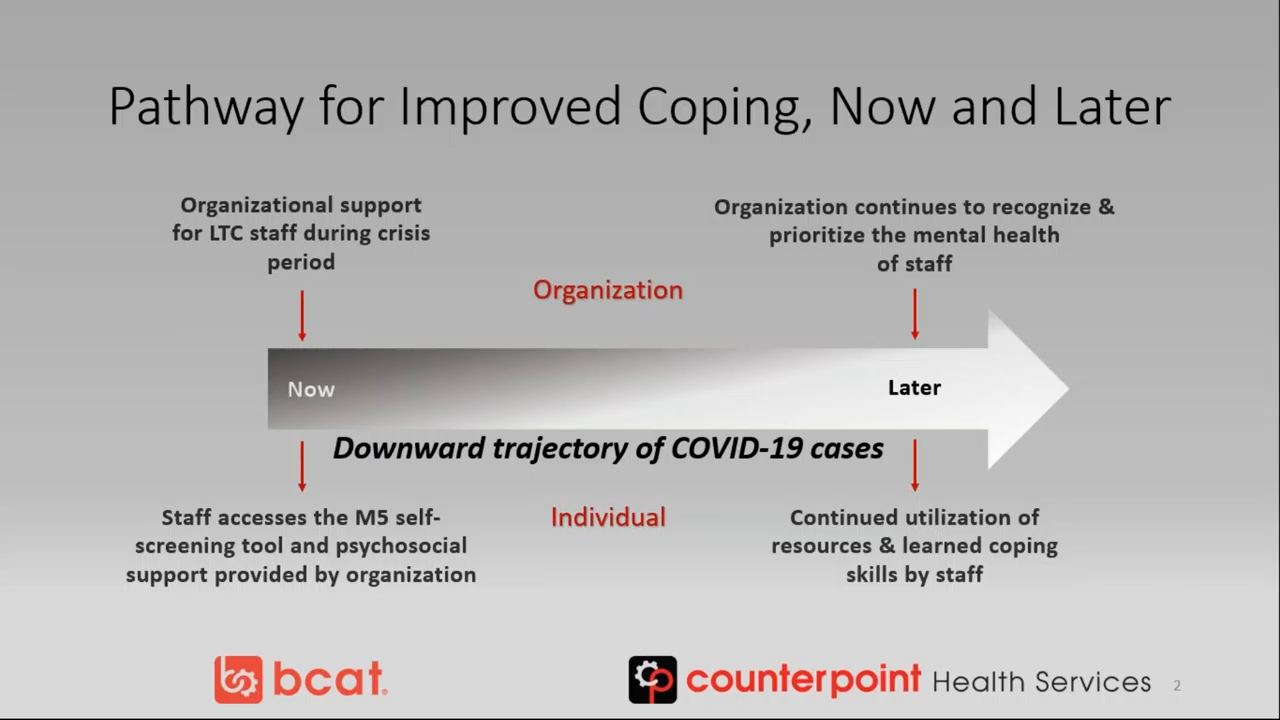 Pathway for Improved Coping, Now and Later
Organizational support
for LTC staff during crisis
period
Organization continues to recognize &
prioritize the mental health
of staff
Organization
Now
Later
Downward trajectory of COVID-19 cases
Individual
Staff accesses the M5 self-
screening tool and psychosocial
support provided by organization
Continued utilization of
resources & learned coping
skills by staff
bcat®
counterpoint Health Services
2